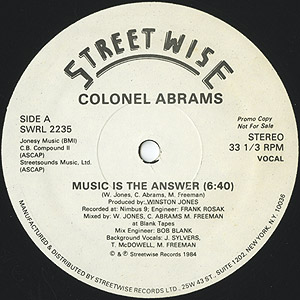 STREET WISE
COLONEL ABRAMS
SIDE A
SWRL 2235
Jonesy Music (BMI)
C.B. Compound II
(ASCAP)
Streetsounds Music, Ltd.
(ASCAP)
Promo Copy
Not For Sale
STEREO
33 1/3 RPM
VOCAL
MUSIC IS THE ANSWER (6:40)
(W. Jones, C. Abrams, M. Freeman)
Produced by: WINSTON JONES
Recorded at: Nimbus 9; Engineer: FRANK ROSAK
Mixed by: W. JONES, C. ABRAMS M. FREEMAN
at Blank Tapes
Mix Engineer: BOB BLANK
Background Vocals: J. SYLVERS,
T. McDOWELL, M. FREEMAN
© & ℗ Streetwise Records 1984
MANUFACTURED & DISTRIBUTED BY STREETWISE RECORDS LTD. 25W 43 ST., SUITE 1202, NEW YORK, N.Y. 10036